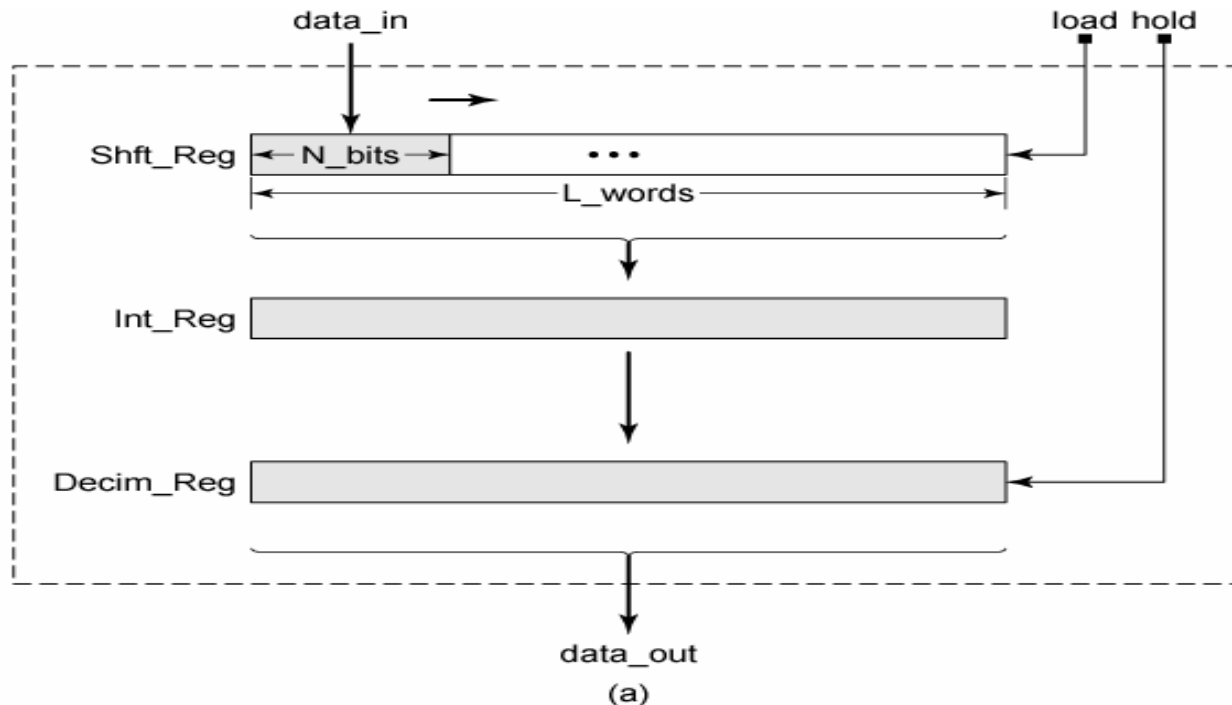 data_in
load hold
Shft_Reg
N_bits
•••
L_words
Int_Reg
Decim_Reg
data_out
(a)